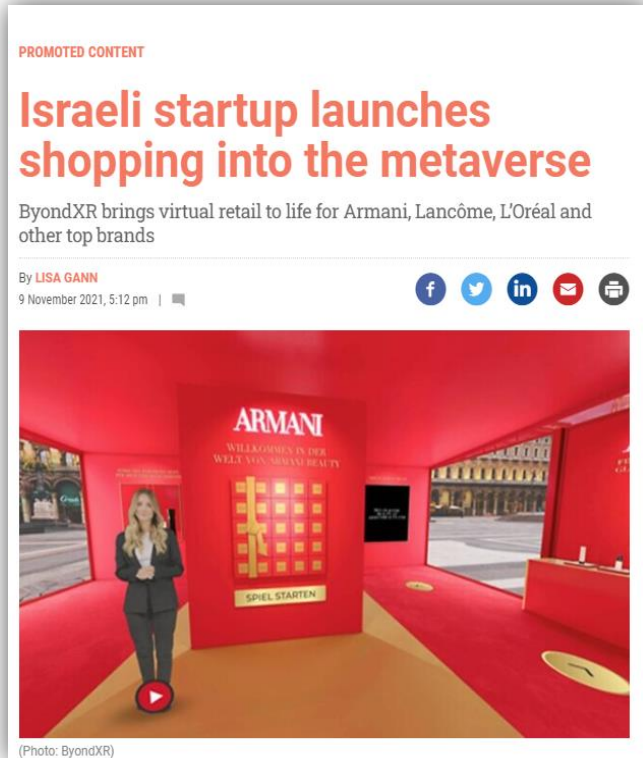 PROMOTED CONTENT
Israeli startup launches
shopping into the metaverse
ByondXR brings virtual retail to life for Armani, Lancôme, L'Oréal and
other top brands
By LISA GANN
9 November 2021, 5:12 pm |
ARMANI
WILLKOMMEN IN DER
WELT VON ARMANI BEAUTY
SPIEL STARTEN
(Photo: ByondXR)